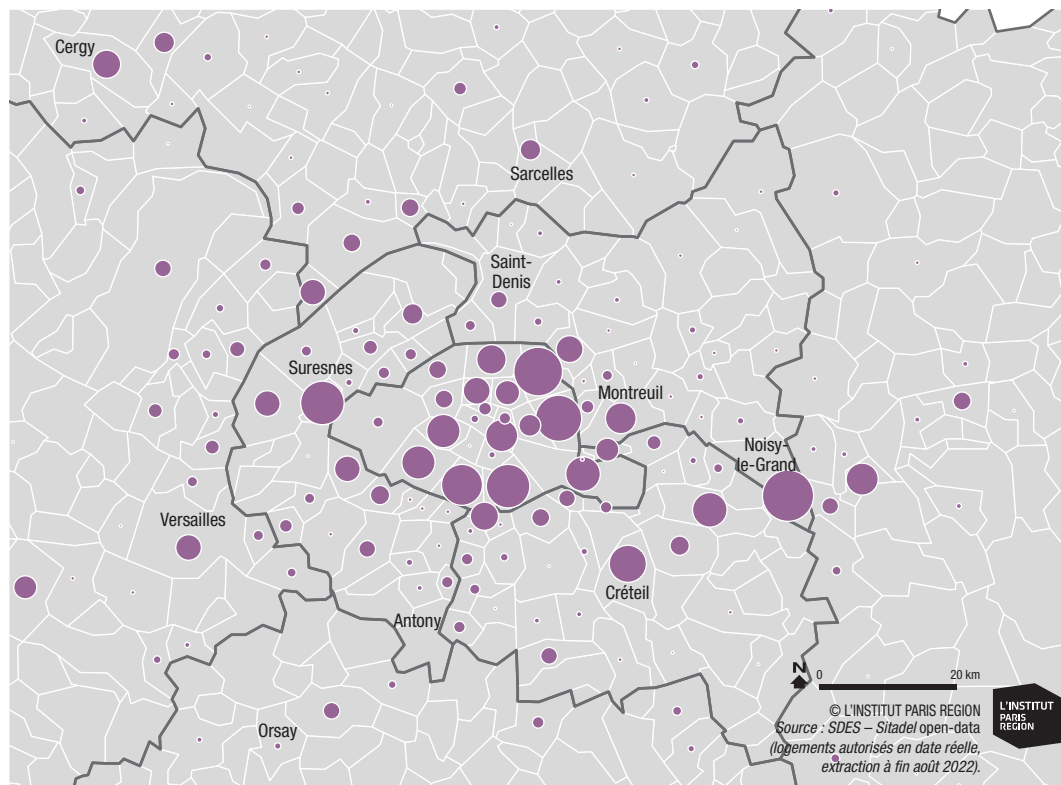 Cergy
Sarcelles
Saint-
Denis
Suresnes
Montreuil
Noisy-
le-Grand
Versailles
Créteil
Antony
Orsay
N
0
20 km
© L'INSTITUT PARIS REGION
Source : SDES – Sitadel open-data
(logements autorisés en date réelle,
extraction à fin août 2022).
L'INSTITUT
PARIS
REGION